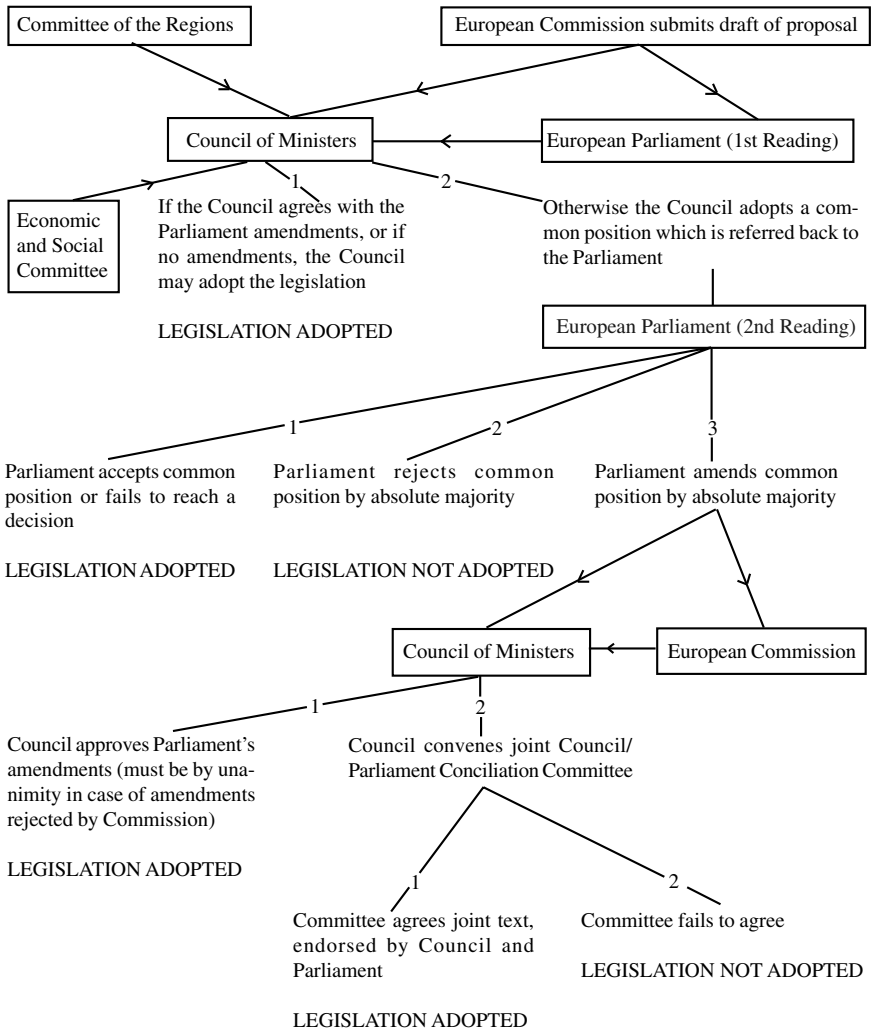 Committee of the Regions
European Commission submits draft of proposal
Council of Ministers
European Parliament (1st Reading)
1
2
Economic
and Social
Committee
If the Council agrees with the
Parliament amendments, or if
no amendments, the Council
may adopt the legislation
LEGISLATION ADOPTED
Otherwise the Council adopts a com-
mon position which is referred back to
the Parliament
European Parliament (2nd Reading)
1
2
3
Parliament accepts common
position or fails to reach a
decision
LEGISLATION ADOPTED
Parliament rejects common
position by absolute majority
LEGISLATION NOT ADOPTED
Parliament amends common
position by absolute majority
Council of Ministers
European Commission
1
2
Council approves Parliament's
amendments (must be by una-
nimity in case of amendments
rejected by Commission)
LEGISLATION ADOPTED
Council convenes joint Council/
Parliament Conciliation Committee
1
2
Committee agrees joint text,
endorsed by Council and
Parliament
LEGISLATION ADOPTED
Committee fails to agree
LEGISLATION NOT ADOPTED